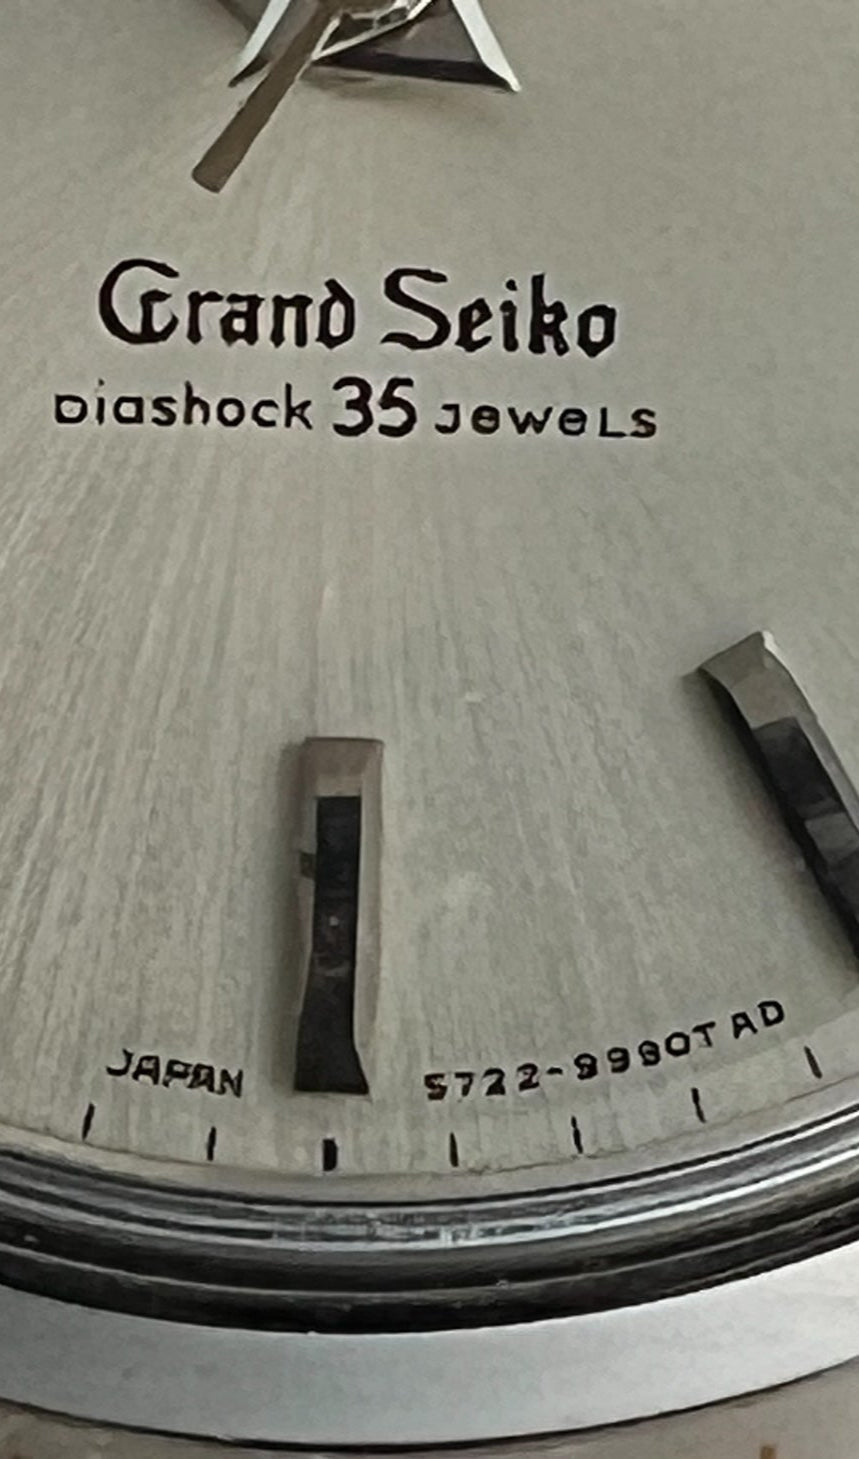 Grand Seiko
Diashock 35 Jewels
JAPAN 5722-9990T AD